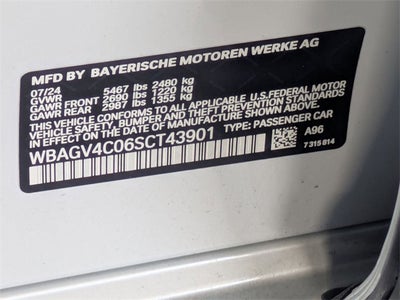 MFD BY BAYERISCHE MOTOREN WERKE AG
07/24 5467 lbs 2480 kg
GVWR
GAWR FRONT 2690 lbs 1220 kg
GAWR REAR 2987 lbs 1355 kg
THIS VEHICLE CONFORMS TO ALL APPLICABLE U.S.FEDERAL MOTOR
VEHICLE SAFETY, BUMPER, AND THEFT PREVENTION STANDARDS
IN EFFECT ON THE DATE OF MANUFACTURE SHOWN ABOVE.
WBAGV4C06SCT43901 TYPE: PASSENGER CAR
A96
7 315 814